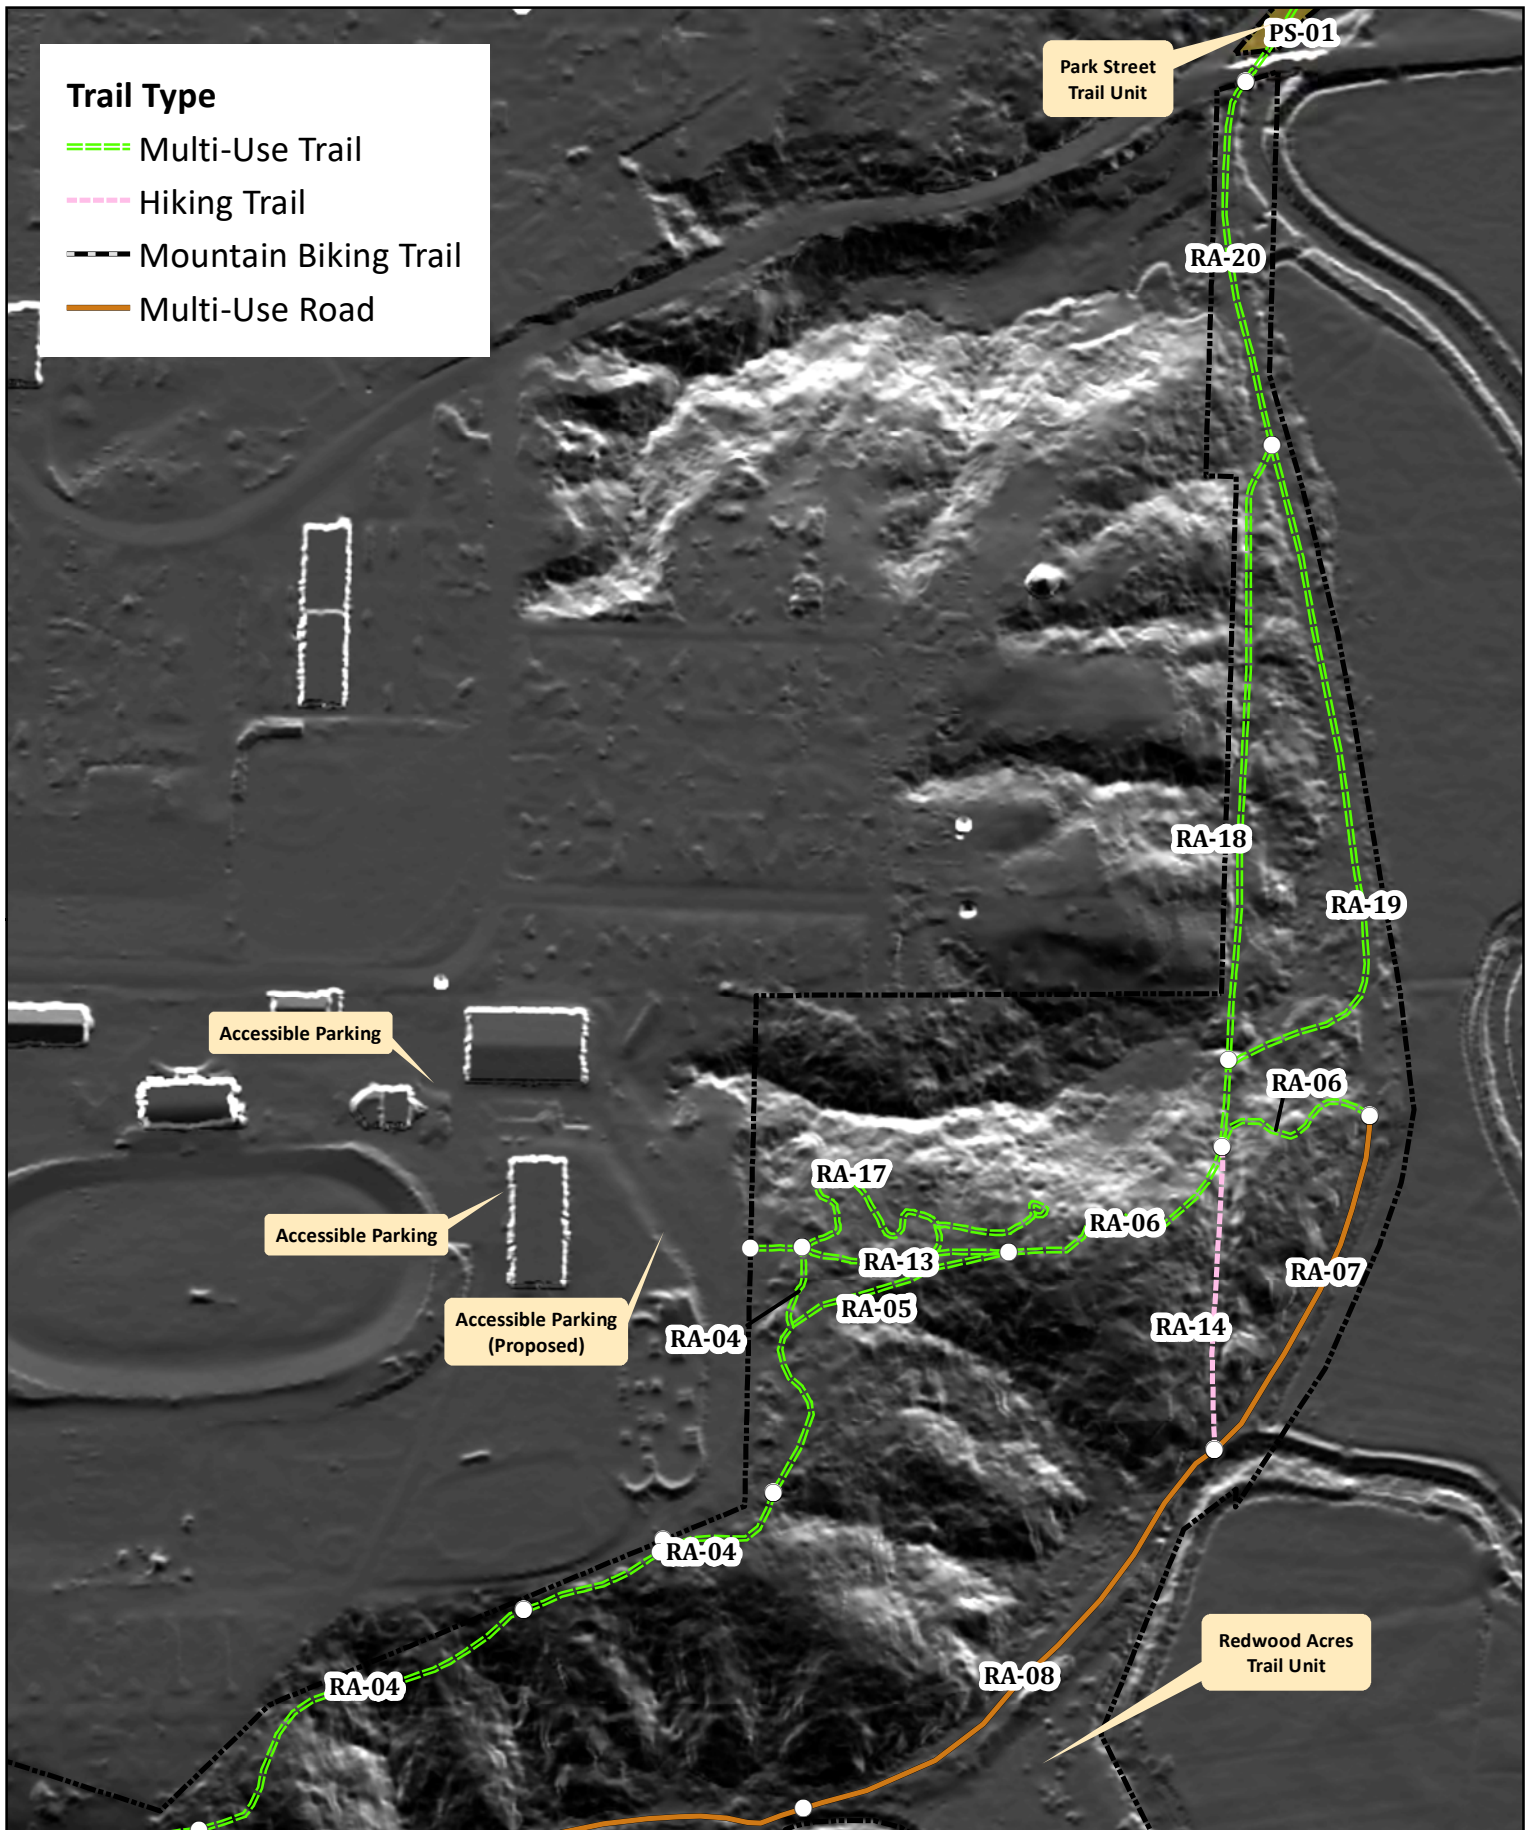 PS-01
Park Street
Trail Unit
Trail Type
Multi-Use Trail
Hiking Trail
Mountain Biking Trail
Multi-Use Road
RA-20
RA-18
RA-19
Accessible Parking
RA-06
RA-17
RA-06
Accessible Parking
RA-13
RA-07
RA-05
Accessible Parking
(Proposed)
RA-04
RA-14
RA-04
Redwood Acres
Trail Unit
RA-08
RA-04